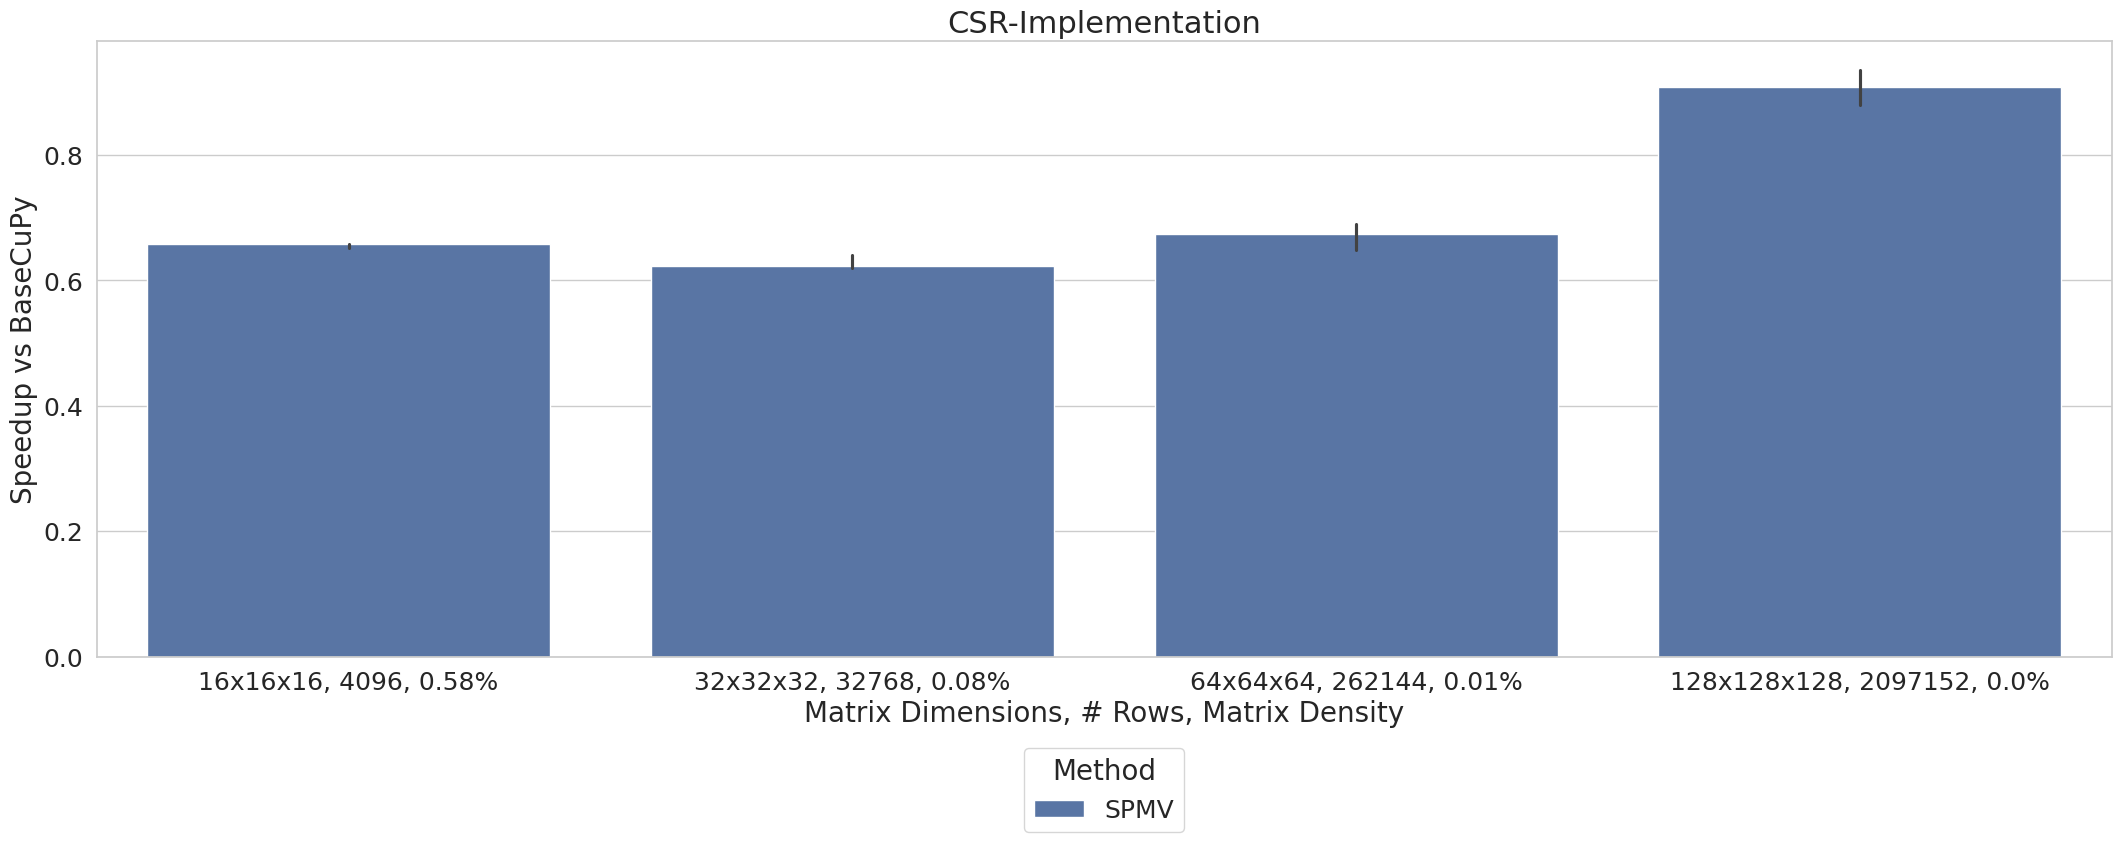 CSR-Implementation
Speedup vs BaseCuPy
0.8
0.6
0.4
0.2
0.0
16x16x16, 4096, 0.58%
32x32x32, 32768, 0.08%
64x64x64, 262144, 0.01%
128x128x128, 2097152, 0.0%
Matrix Dimensions, # Rows, Matrix Density
Method
SPMV